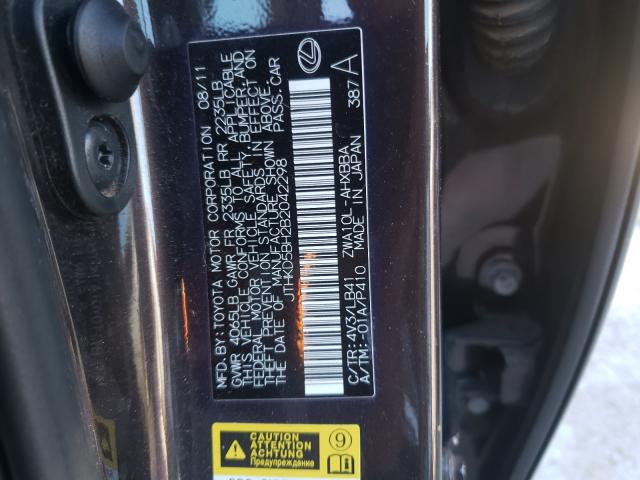 MFD.BY:TOYOTA MOTOR CORPORATION 08/11
GVWR 4065LB GAWR FR 2335LB RR 2235LB
THIS VEHICLE CONFORMS TO ALL APPLICABLE
FEDERAL MOTOR VEHICLE SAFETY, BUMPER, AND
THEFT PREVENTION STANDARDS IN EFFECT ON
THE DATE OF MANUFACTURE SHOWN ABOVE.
JTHKD5BH2B2042298 PASS.CAR
C/TR:4V3/LB41 ZWA10L-AHXBBA
A/TM:-01A/P410 MADE IN JAPAN 387A
CAUTION
ATTENTION
ACHTUNG
Предупреждение
9